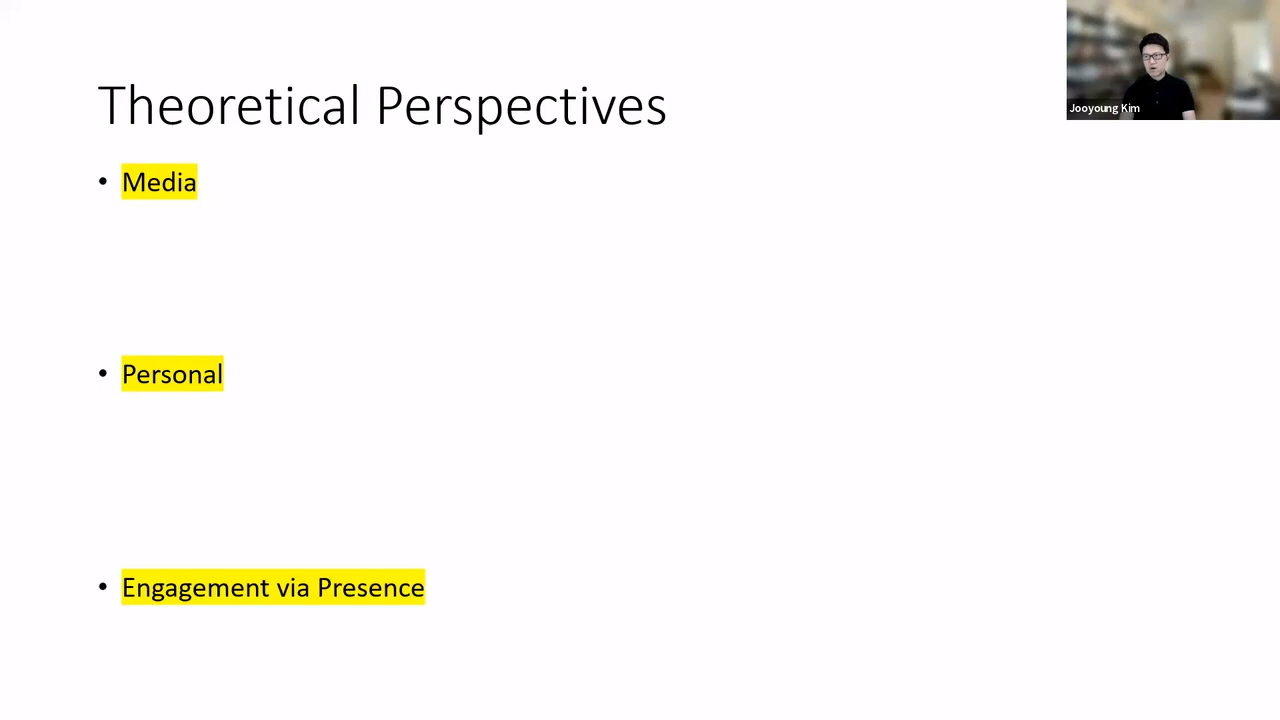 Theoretical Perspectives
Jooyoung Kim
• Media
• Personal
• Engagement via Presence